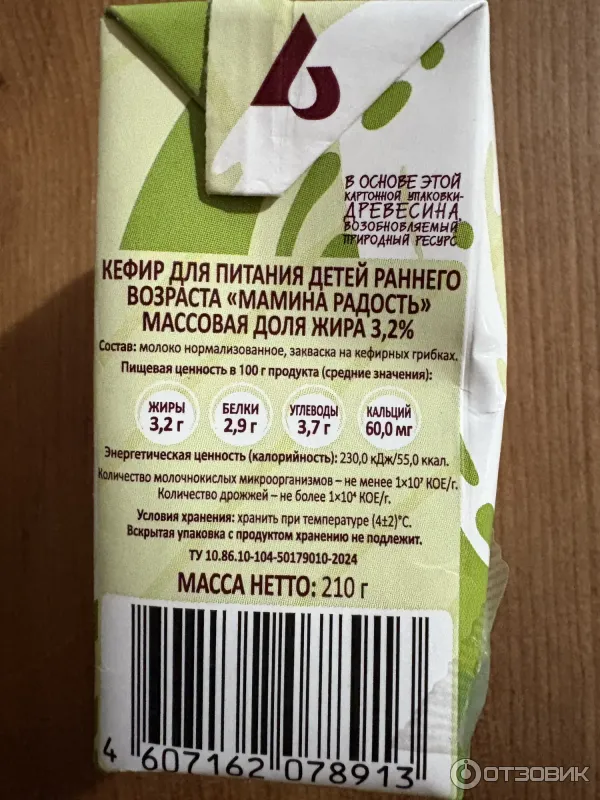 В ОСНОВЕ ЭТОЙ
КАРТОННОЙ УПАКОВКИ-
ДРЕВЕСИНА,
ВОЗОБНОВЛЯЕМЫЙ
ПРИРОДНЫЙ РЕСУРС
КЕФИР ДЛЯ ПИТАНИЯ ДЕТЕЙ РАННЕГО
ВОЗРАСТА «МАМИНА РАДОСТЬ»
МАССОВАЯ ДОЛЯ ЖИРА 3,2%
Состав: молоко нормализованное, закваска на кефирных грибках.
Пищевая ценность в 100 г продукта (средние значения):
ЖИРЫ 3,2 г
БЕЛКИ 2,9 г
УГЛЕВОДЫ 3,7 г
КАЛЬЦИЙ 60,0 мг
Энергетическая ценность (калорийность): 230,0 кДж/55,0 ккал.
Количество молочнокислых микроорганизмов – не менее 1×10⁷ КОЕ/г.
Количество дрожжей – не более 1×10⁴ КОЕ/г.
Условия хранения: хранить при температуре (4±2)°С.
Вскрытая упаковка с продуктом хранению не подлежит.
ТУ 10.86.10-104-50179010-2024
МАССА НЕТТО: 210 г
4 607162 078913
ОТЗОВИК